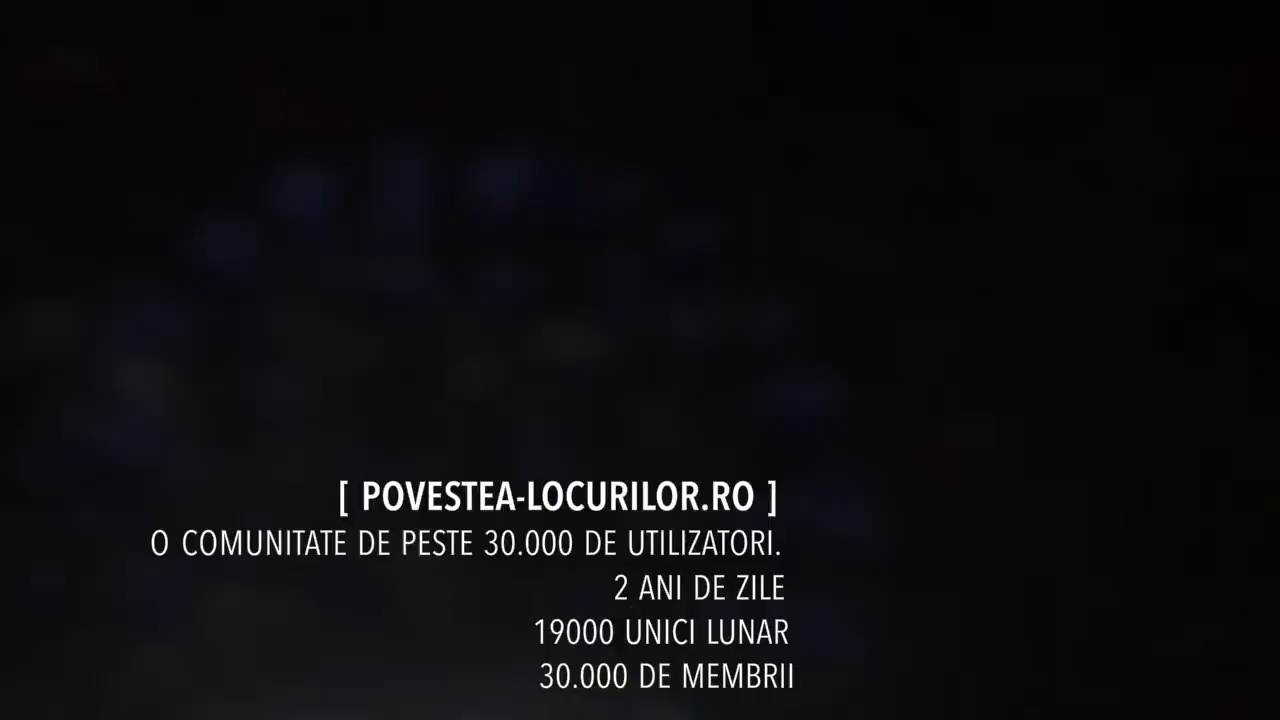 [ POVESTEA-LOCURILOR.RO ]
O COMUNITATE DE PESTE 30.000 DE UTILIZATORI.
2 ANI DE ZILE
19000 UNICI LUNAR
30.000 DE MEMBRII